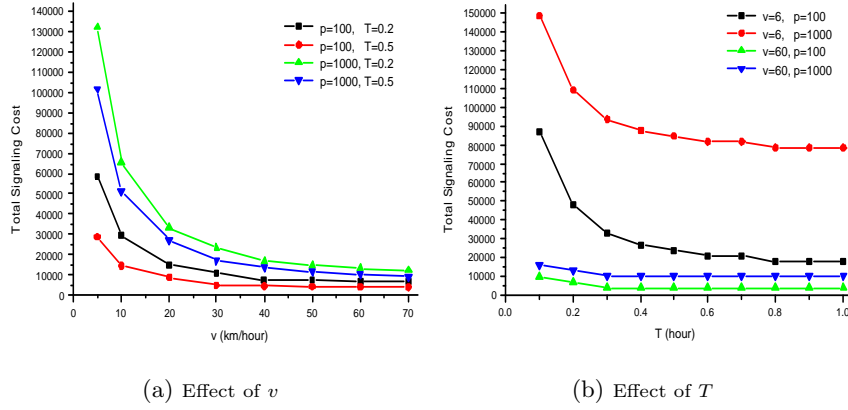 Total Signaling Cost
140000
130000
120000
110000
100000
90000
80000
70000
60000
50000
40000
30000
20000
10000
0
p=100, T=0.2
p=100, T=0.5
p=1000, T=0.2
p=1000, T=0.5
0 10 20 30 40 50 60 70
v (km/hour)
(a) Effect of v
Total Signaling Cost
150000
140000
130000
120000
110000
100000
90000
80000
70000
60000
50000
40000
30000
20000
10000
0
v=6, p=100
v=6, p=1000
v=60, p=100
v=60, p=1000
0.0 0.2 0.4 0.6 0.8 1.0
T (hour)
(b) Effect of T